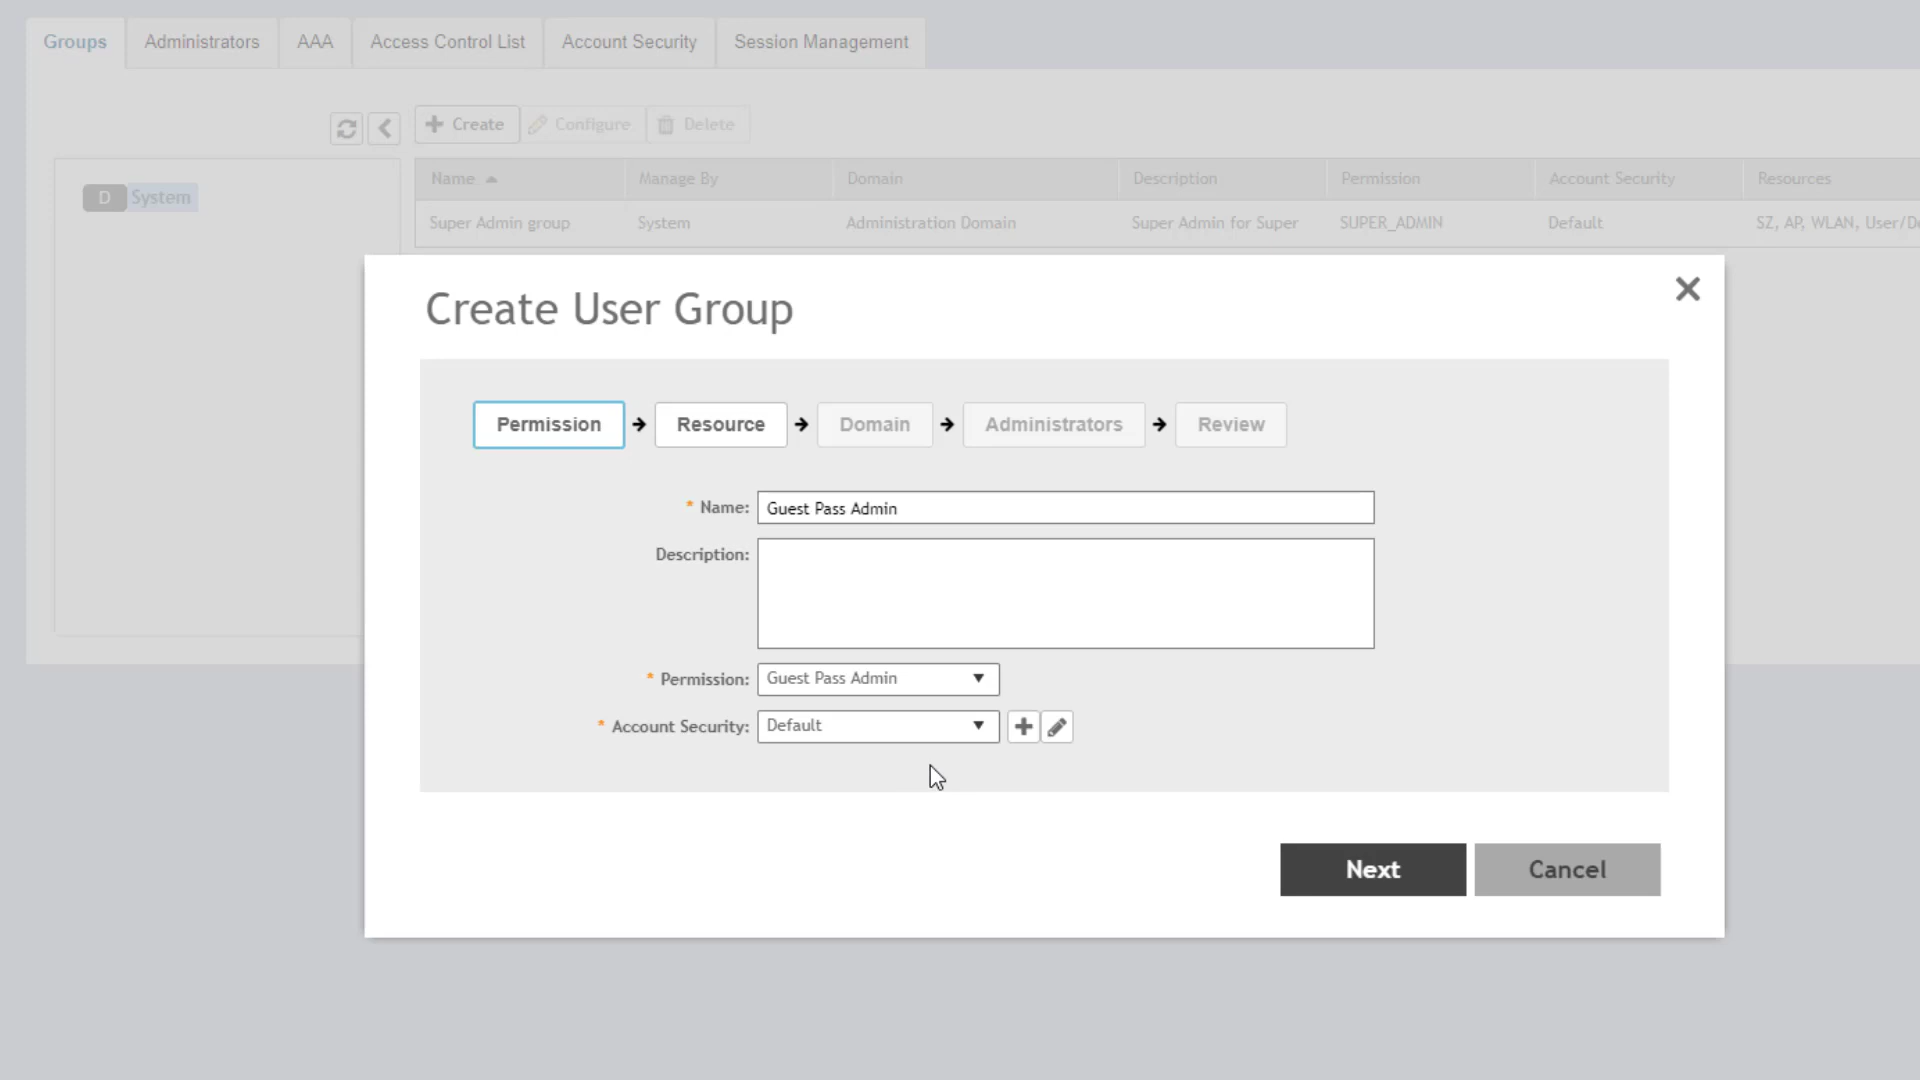 Groups Administrators AAA Access Control List Account Security Session Management
Create Configure Delete
D System
Name Manage By Domain Description Permission Account Security Resources
Super Admin group System Administration Domain Super Admin for Super SUPER_ADMIN Default SZ, AP, WLAN, User/De
Create User Group
Permission Resource Domain Administrators Review
* Name: Guest Pass Admin
Description:
* Permission: Guest Pass Admin
* Account Security: Default
Next Cancel